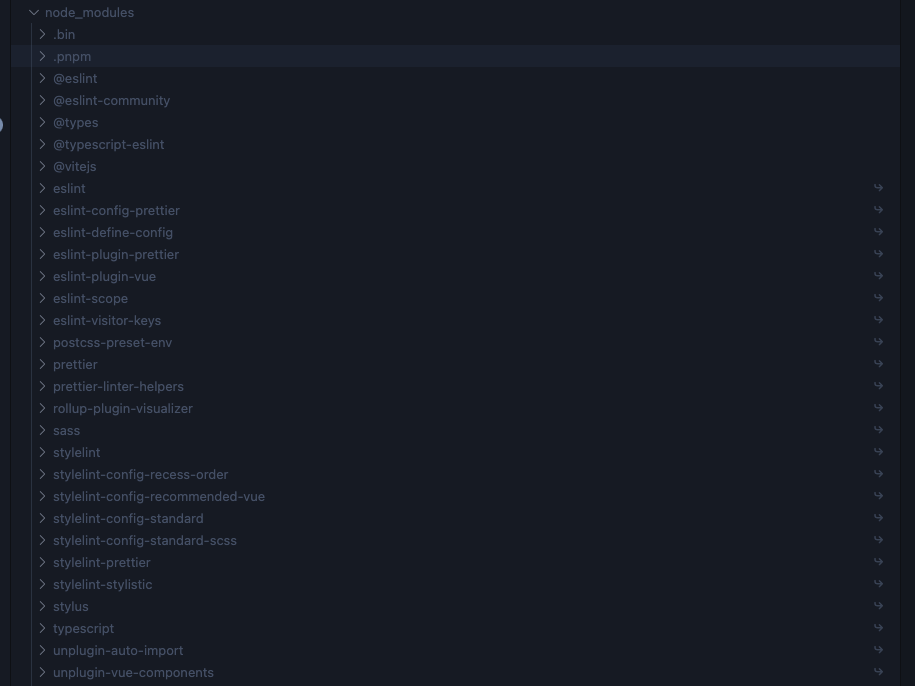 node_modules
.bin
.pnpm
@eslint
@eslint-community
@types
@typescript-eslint
@vitejs
eslint
eslint-config-prettier
eslint-define-config
eslint-plugin-prettier
eslint-plugin-vue
eslint-scope
eslint-visitor-keys
postcss-preset-env
prettier
prettier-linter-helpers
rollup-plugin-visualizer
sass
stylelint
stylelint-config-recess-order
stylelint-config-recommended-vue
stylelint-config-standard
stylelint-config-standard-scss
stylelint-prettier
stylelint-stylistic
stylus
typescript
unplugin-auto-import
unplugin-vue-components